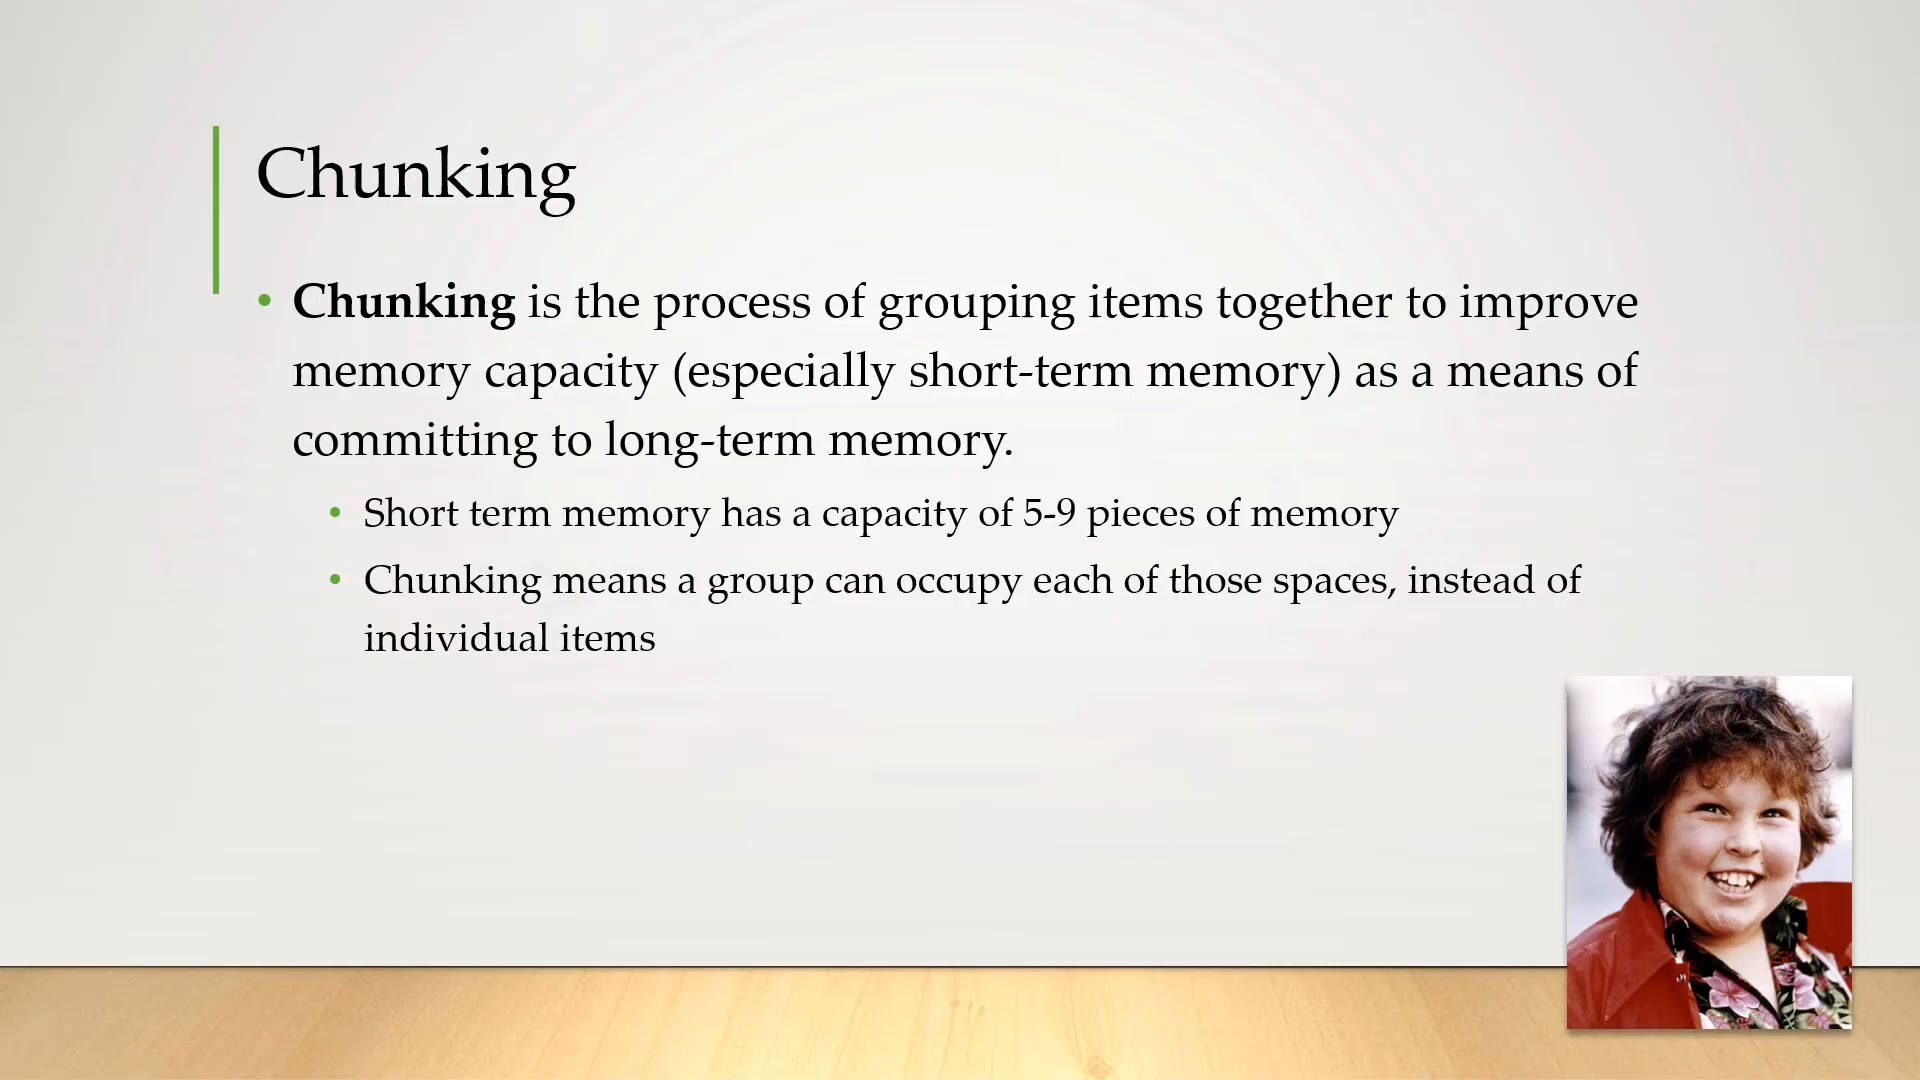 Chunking
• Chunking is the process of grouping items together to improve
memory capacity (especially short-term memory) as a means of
committing to long-term memory.
• Short term memory has a capacity of 5-9 pieces of memory
• Chunking means a group can occupy each of those spaces, instead of
individual items